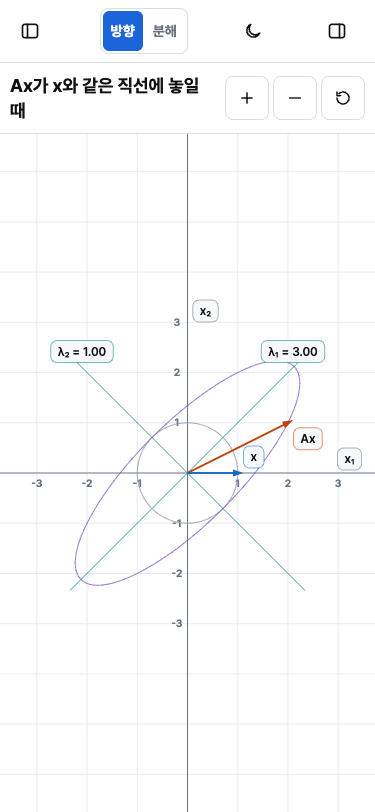 방향 분해
Ax가 x와 같은 직선에 놓일
때
x₂
3
λ₂ = 1.00
λ₁ = 3.00
2
1
Ax
x
x₁
-3 -2 -1 1 2 3
-1
-2
-3